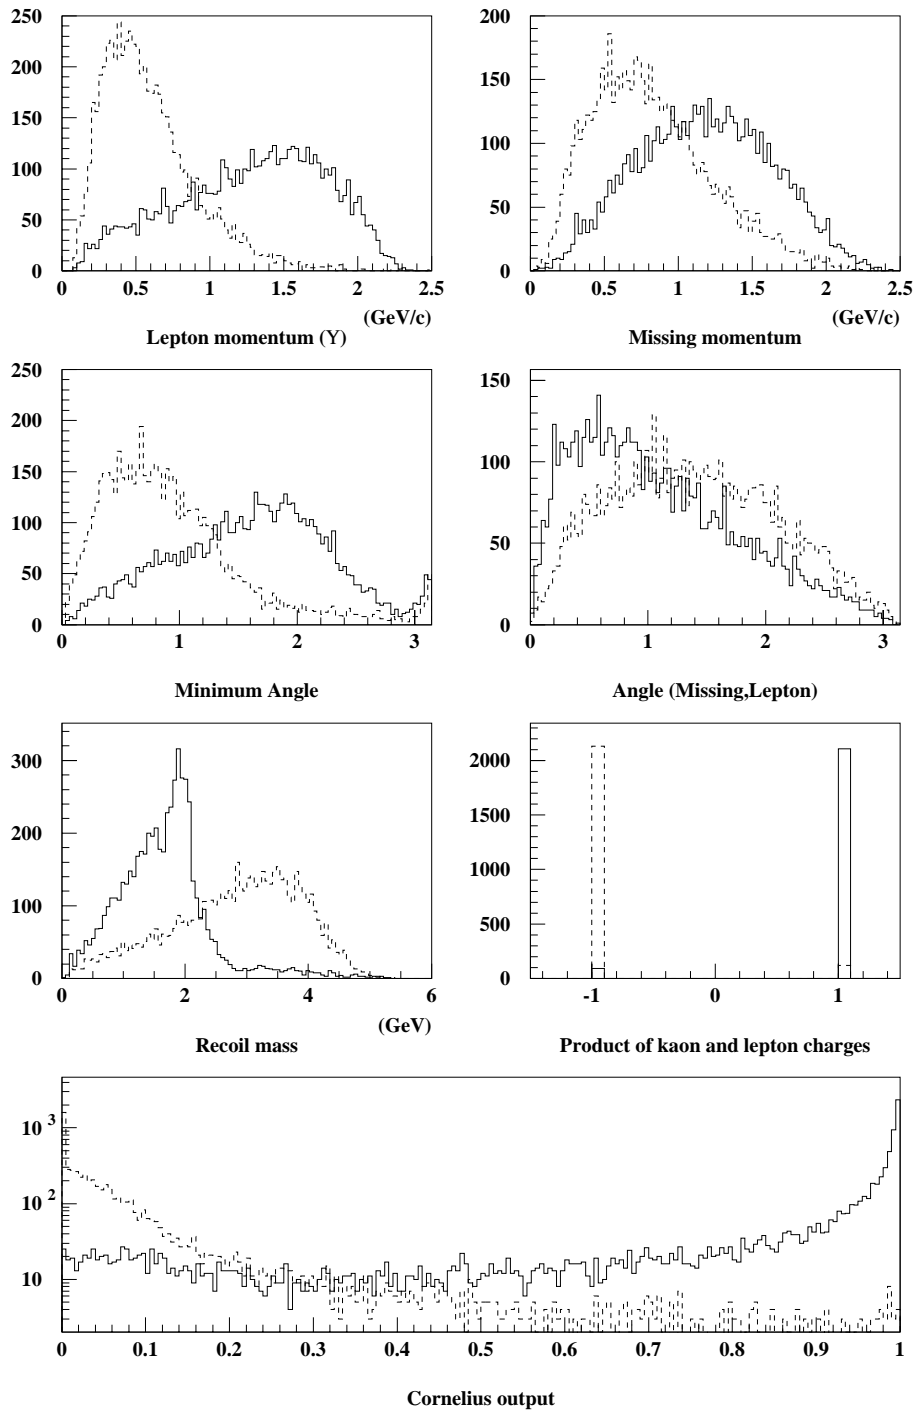 250
200
150
100
50
0
0 0.5 1 1.5 2 2.5
(GeV/c)
Lepton momentum (Υ)
200
150
100
50
0
0 0.5 1 1.5 2 2.5
(GeV/c)
Missing momentum
250
200
150
100
50
0
0 1 2 3
Minimum Angle
150
100
50
0
0 1 2 3
Angle (Missing,Lepton)
300
200
100
0
0 2 4 6
(GeV)
Recoil mass
2000
1500
1000
500
0
-1 0 1
Product of kaon and lepton charges
10 3
10 2
10
0 0.1 0.2 0.3 0.4 0.5 0.6 0.7 0.8 0.9 1
Cornelius output